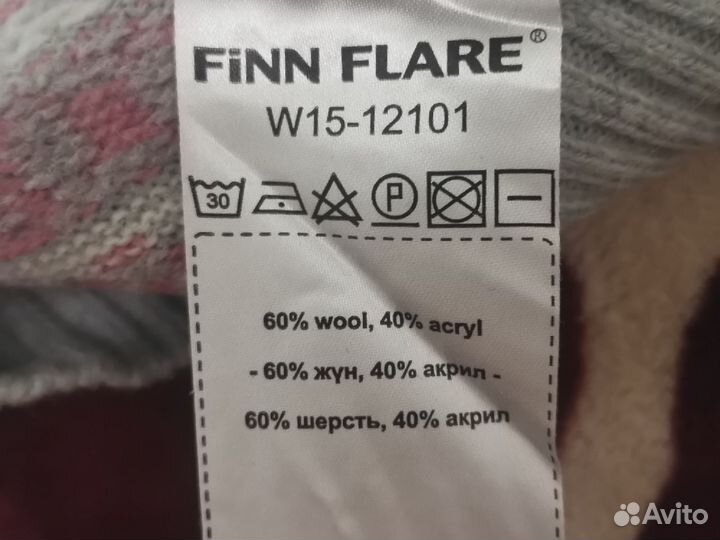 FiNN FLARE®
W15-12101
30 P
60% wool, 40% acryl
- 60% жүн, 40% акрил -
60% шерсть, 40% акрил
Avito